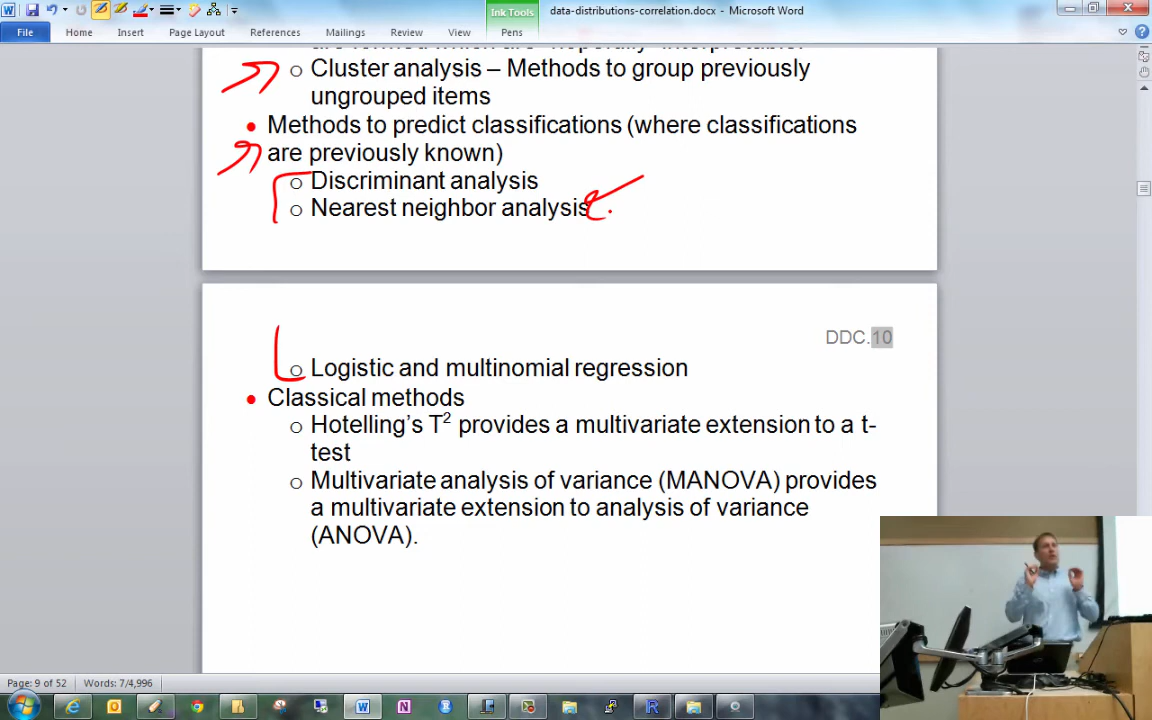 Ink Tools
data-distributions-correlation.docx - Microsoft Word
File Home Insert Page Layout References Mailings Review View Pens
Cluster analysis – Methods to group previously
ungrouped items
Methods to predict classifications (where classifications
are previously known)
Discriminant analysis
Nearest neighbor analysis
DDC.10
Logistic and multinomial regression
Classical methods
Hotelling’s T² provides a multivariate extension to a t-
test
Multivariate analysis of variance (MANOVA) provides
a multivariate extension to analysis of variance
(ANOVA).
Page: 9 of 52 Words: 7/4,996